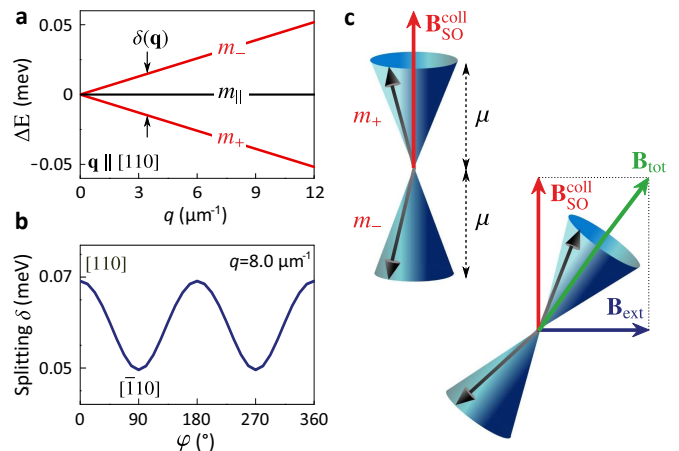 a
0.05
0
-0.05
ΔE (meV)
δ(q)
m₋
m||
m₊
q || [110]
0 3 6 9 12
q (μm⁻¹)
b
[110]
q=8.0 μm⁻¹
0.07
0.05
Splitting δ (meV)
[1̅10]
0 90 180 270 360
φ (°)
c
B_SO^coll
m₊
μ
m₋
μ
B_tot
B_SO^coll
B_ext